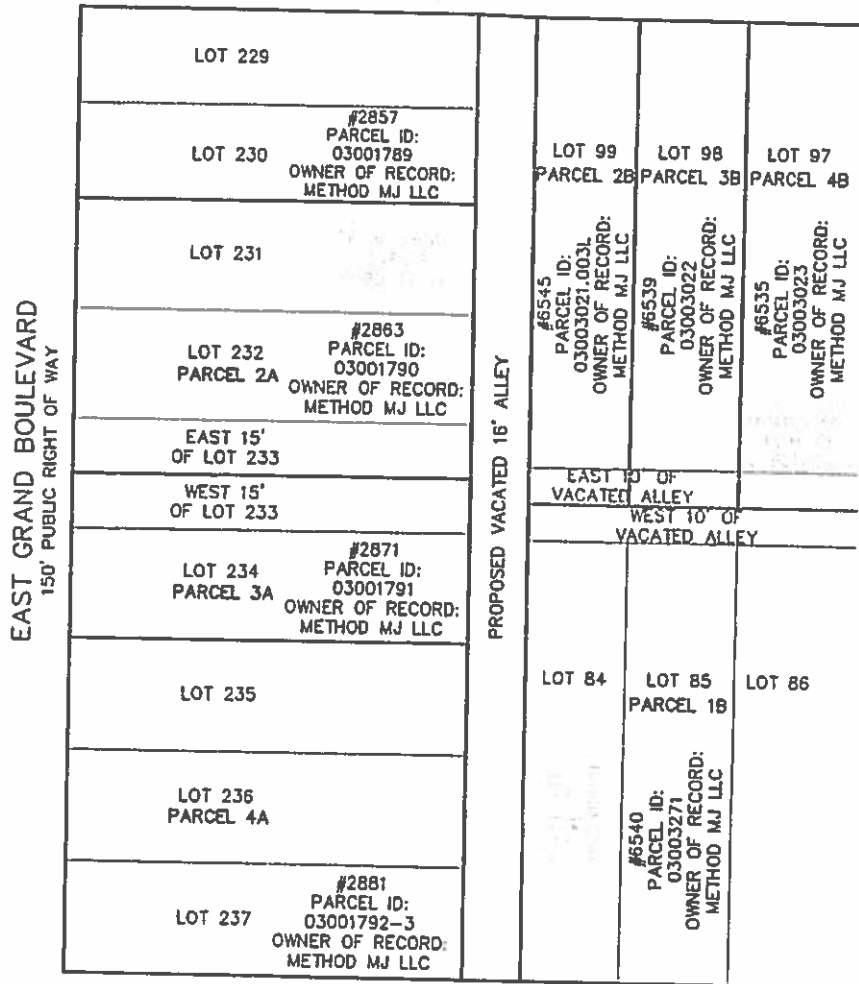 EAST GRAND BOULEVARD
150' PUBLIC RIGHT OF WAY
LOT 229
LOT 230
#2857
PARCEL ID:
03001789
OWNER OF RECORD:
METHOD MJ LLC
LOT 231
LOT 232
PARCEL 2A
#2863
PARCEL ID:
03001790
OWNER OF RECORD:
METHOD MJ LLC
EAST 15'
OF LOT 233
WEST 15'
OF LOT 233
LOT 234
PARCEL 3A
#2871
PARCEL ID:
03001791
OWNER OF RECORD:
METHOD MJ LLC
LOT 235
LOT 236
PARCEL 4A
LOT 237
#2881
PARCEL ID:
03001792-3
OWNER OF RECORD:
METHOD MJ LLC
PROPOSED VACATED 16' ALLEY
LOT 99
PARCEL 2B
#6545
PARCEL ID:
03003021.003L
OWNER OF RECORD:
METHOD MJ LLC
LOT 98
PARCEL 3B
#6539
PARCEL ID:
03003022
OWNER OF RECORD:
METHOD MJ LLC
LOT 97
PARCEL 4B
#6535
PARCEL ID:
03003023
OWNER OF RECORD:
METHOD MJ LLC
EAST 10' OF
VACATED ALLEY
WEST 10' OF
VACATED ALLEY
LOT 84
LOT 85
PARCEL 1B
#6540
PARCEL ID:
03003271
OWNER OF RECORD:
METHOD MJ LLC
LOT 86